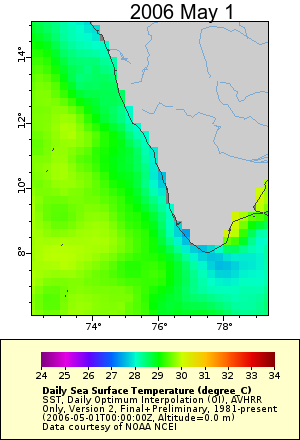 2006 May 1
14°
12°
10°
8°
74° 76° 78°
24 25 26 27 28 29 30 31 32 33 34
Daily Sea Surface Temperature (degree_C)
SST, Daily Optimum Interpolation (OI), AVHRR
Only, Version 2, Final+Preliminary, 1981-present
(2006-05-01T00:00:00Z, Altitude=0.0 m)
Data courtesy of NOAA NCEI